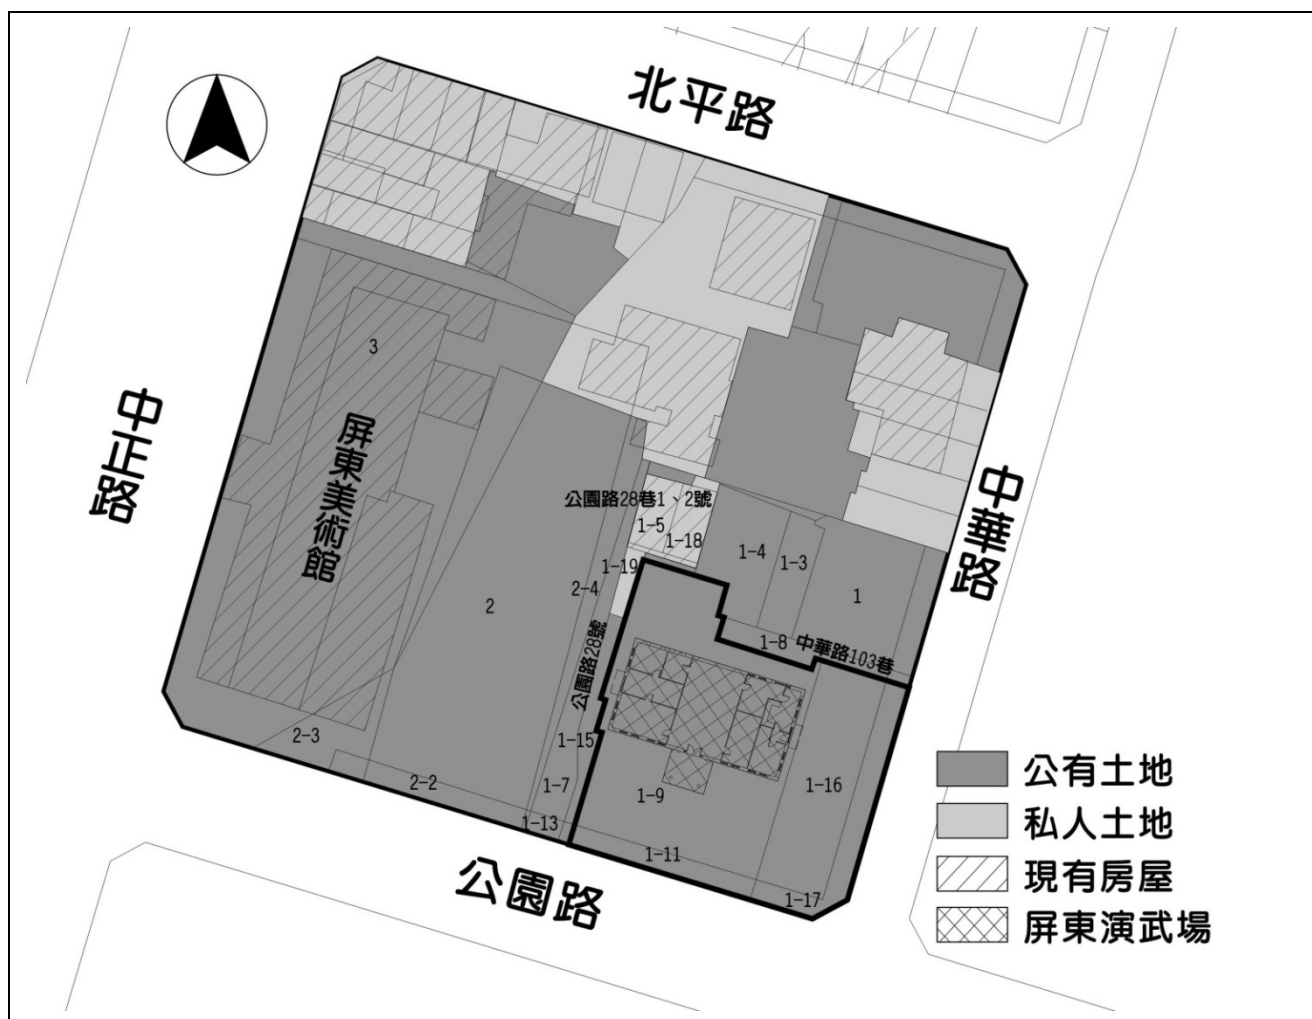 北平路
中正路
3
屏東美術館
中華路
公園路28巷1、2號
1-5
1-18
1-4
1-3
1-19
2-4
1
2
1-8
中華路103巷
公園路28號
2-3
1-15
2-2
1-7
1-9
1-16
1-13
1-11
1-17
公園路
公有土地
私人土地
現有房屋
屏東演武場